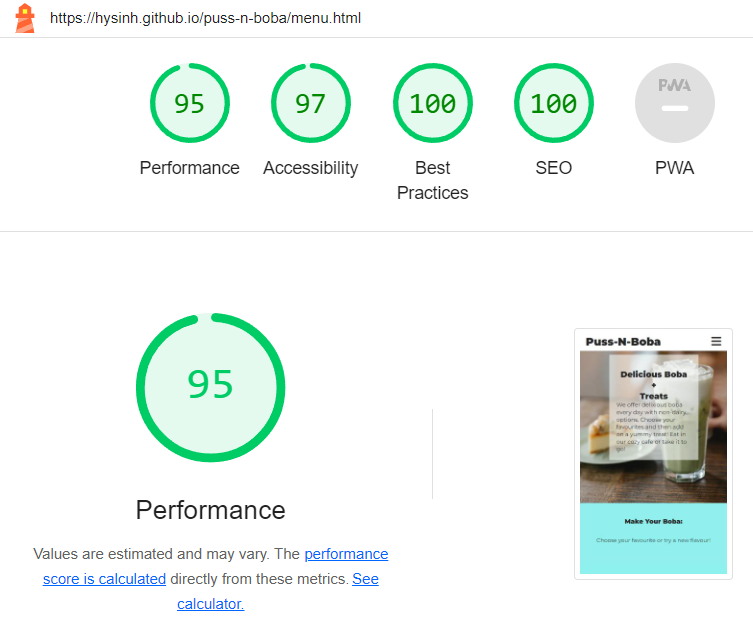 https://hysinh.github.io/puss-n-boba/menu.html
95
97
100
100
PWA
Performance
Accessibility
Best
Practices
SEO
PWA
95
Performance
Values are estimated and may vary. The performance
score is calculated directly from these metrics. See
calculator.
Puss-N-Boba
Delicious Boba
+
Treats
We offer delicious boba
every day with non-dairy
options. Choose your
favourites and then add
on a yummy treat! Eat in
our cozy cafe or take it to
go!
Make Your Boba:
Choose your favourite or try a new flavour!